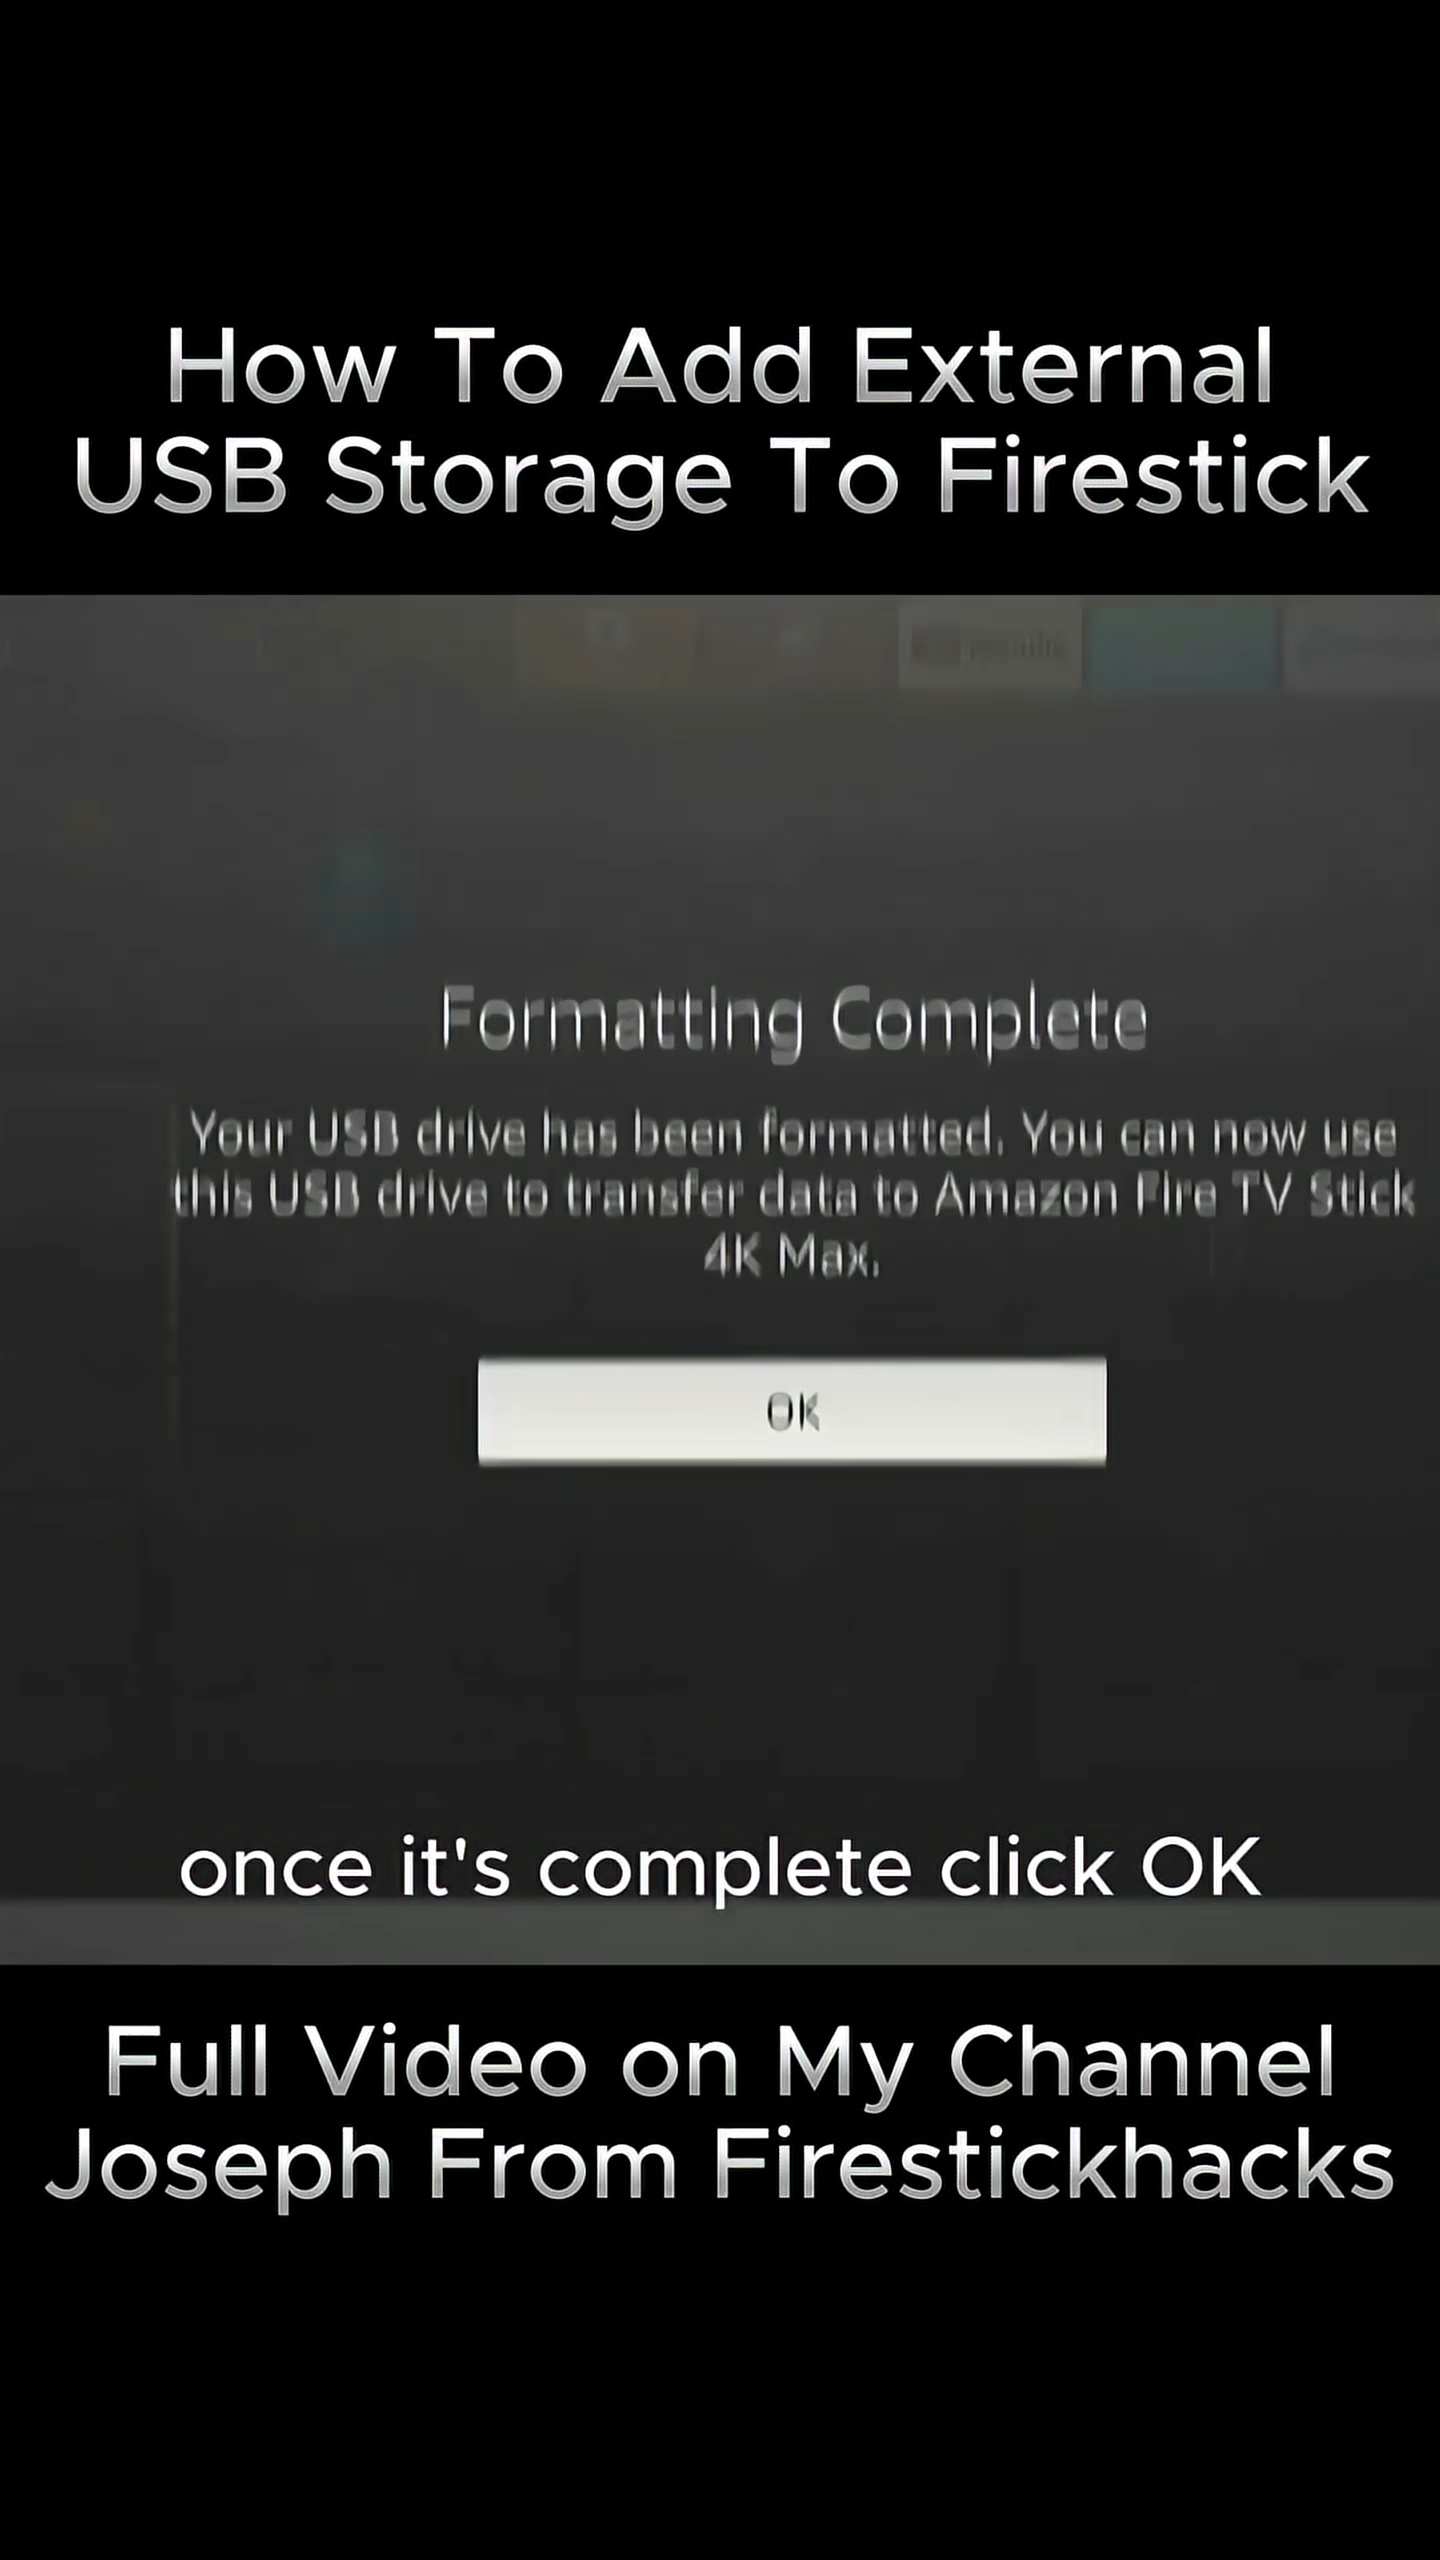 How To Add External
USB Storage To Firestick
Formatting Complete
Your USB drive has been formatted. You can now use
this USB drive to transfer data to Amazon Fire TV Stick
4K Max.
OK
once it's complete click OK
Full Video on My Channel
Joseph From Firestickhacks